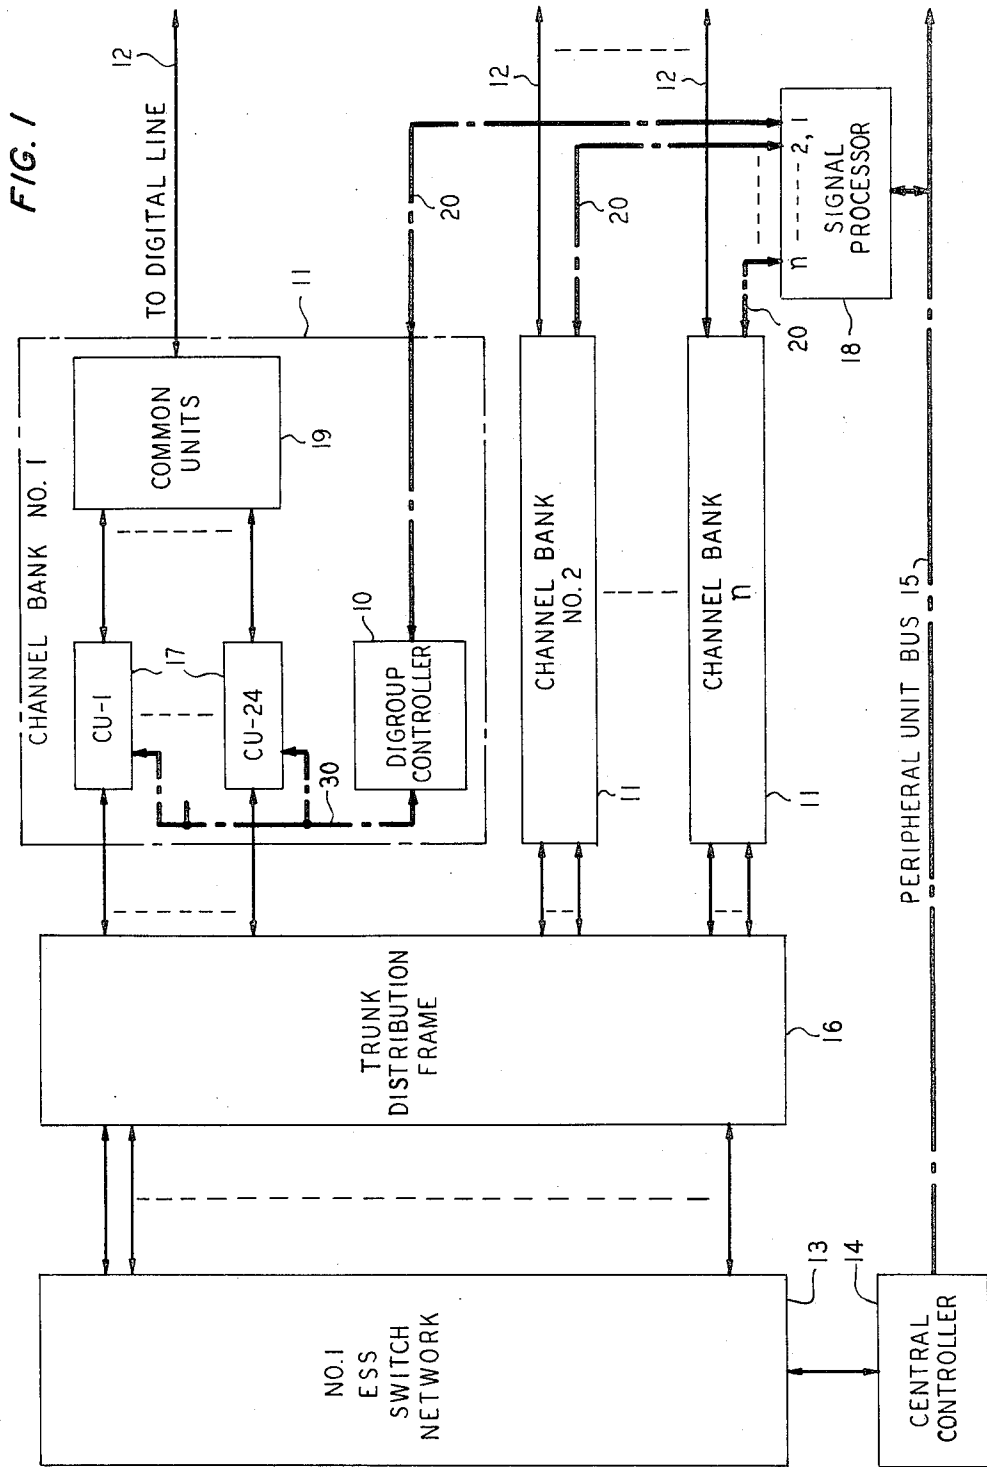 FIG. 1
TO DIGITAL LINE
12
CHANNEL BANK NO. 1
11
COMMON
UNITS
19
CU-1
17
CU-24
10
DIGROUP
CONTROLLER
30
20
12
12
CHANNEL BANK
NO. 2
11
20
CHANNEL BANK
n
11
20
n 2, 1
SIGNAL
PROCESSOR
18
TRUNK
DISTRIBUTION
FRAME
16
PERIPHERAL UNIT BUS 15
NO. 1
ESS
SWITCH
NETWORK
13
14
CENTRAL
CONTROLLER